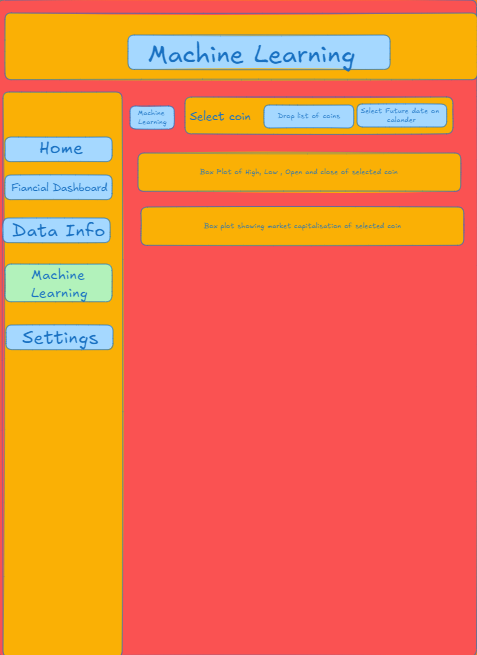 Machine Learning
Machine
Learning
Select coin
Drop list of coins
Select Future date on
calander
Home
Box Plot of High, Low , Open and close of selected coin
Fiancial Dashboard
Data Info
Box plot showing market capitalisation of selected coin
Machine
Learning
Settings